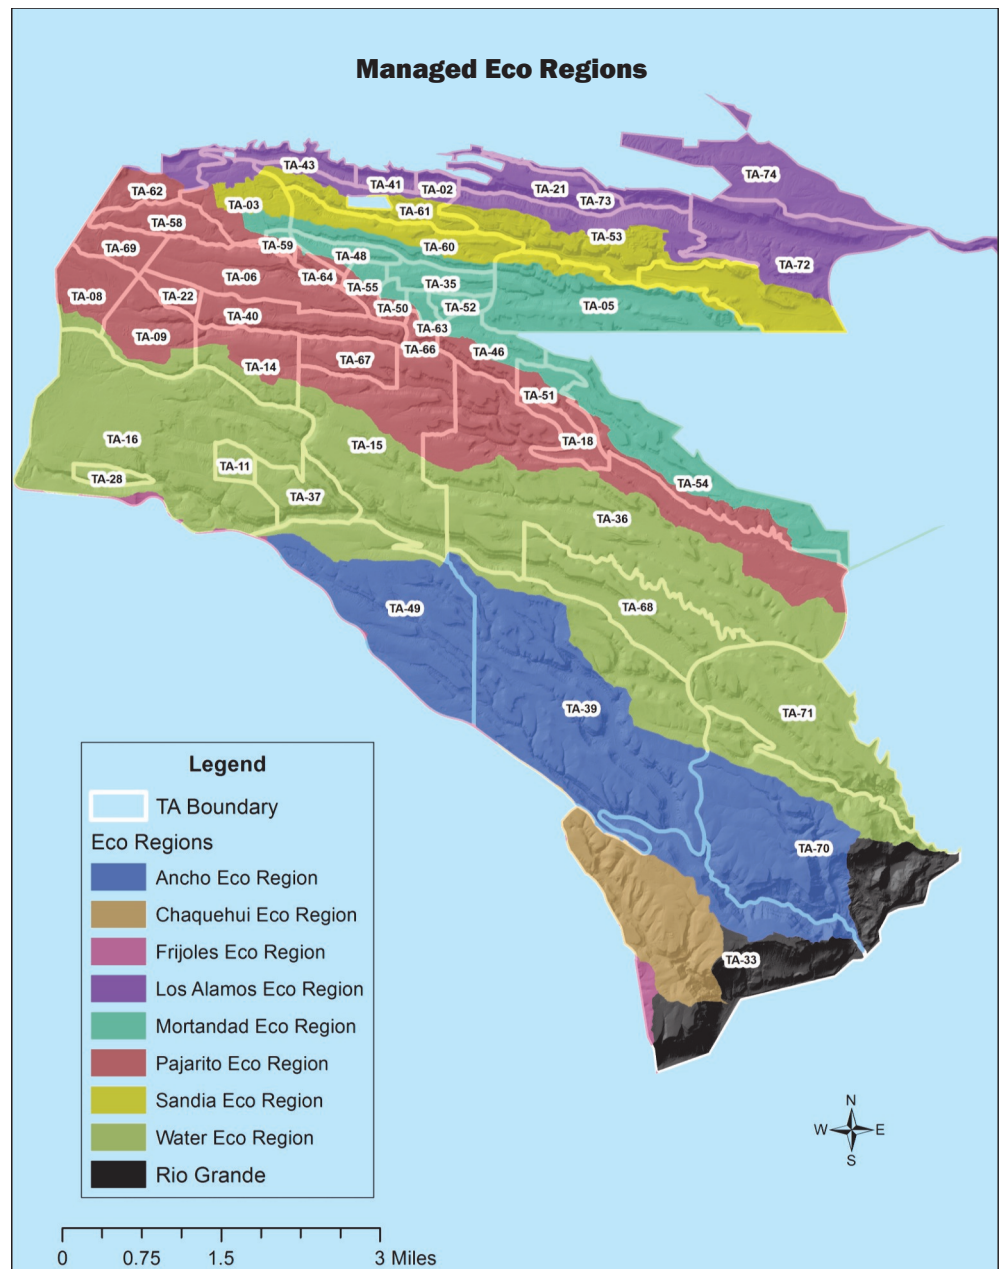 Managed Eco Regions
TA-74
TA-43
TA-41
TA-02
TA-21
TA-73
TA-62
TA-03
TA-61
TA-58
TA-53
TA-59
TA-60
TA-69
TA-48
TA-72
TA-64
TA-06
TA-55
TA-35
TA-08
TA-22
TA-50
TA-52
TA-05
TA-40
TA-63
TA-09
TA-66
TA-46
TA-67
TA-14
TA-51
TA-16
TA-15
TA-18
TA-11
TA-28
TA-54
TA-37
TA-36
TA-49
TA-68
TA-39
TA-71
TA-70
TA-33
Legend
TA Boundary
Eco Regions
Ancho Eco Region
Chaquehui Eco Region
Frijoles Eco Region
Los Alamos Eco Region
Mortandad Eco Region
Pajarito Eco Region
Sandia Eco Region
Water Eco Region
Rio Grande
N
W E
S
0 0.75 1.5 3 Miles